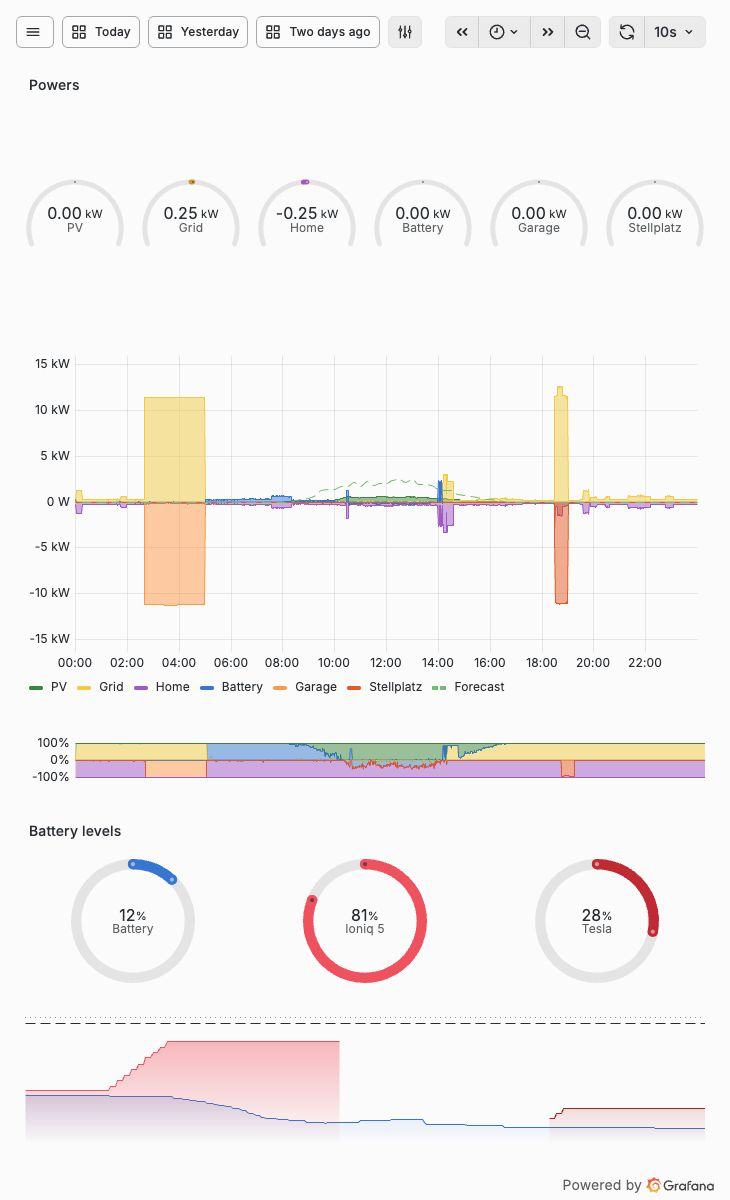 Today Yesterday Two days ago 10s
Powers
0.00 kW 0.25 kW -0.25 kW 0.00 kW 0.00 kW 0.00 kW
PV Grid Home Battery Garage Stellplatz
15 kW
10 kW
5 kW
0 W
-5 kW
-10 kW
-15 kW
00:00 02:00 04:00 06:00 08:00 10:00 12:00 14:00 16:00 18:00 20:00 22:00
PV Grid Home Battery Garage Stellplatz Forecast
100%
0%
-100%
Battery levels
12% 81% 28%
Battery Ioniq 5 Tesla
Powered by Grafana